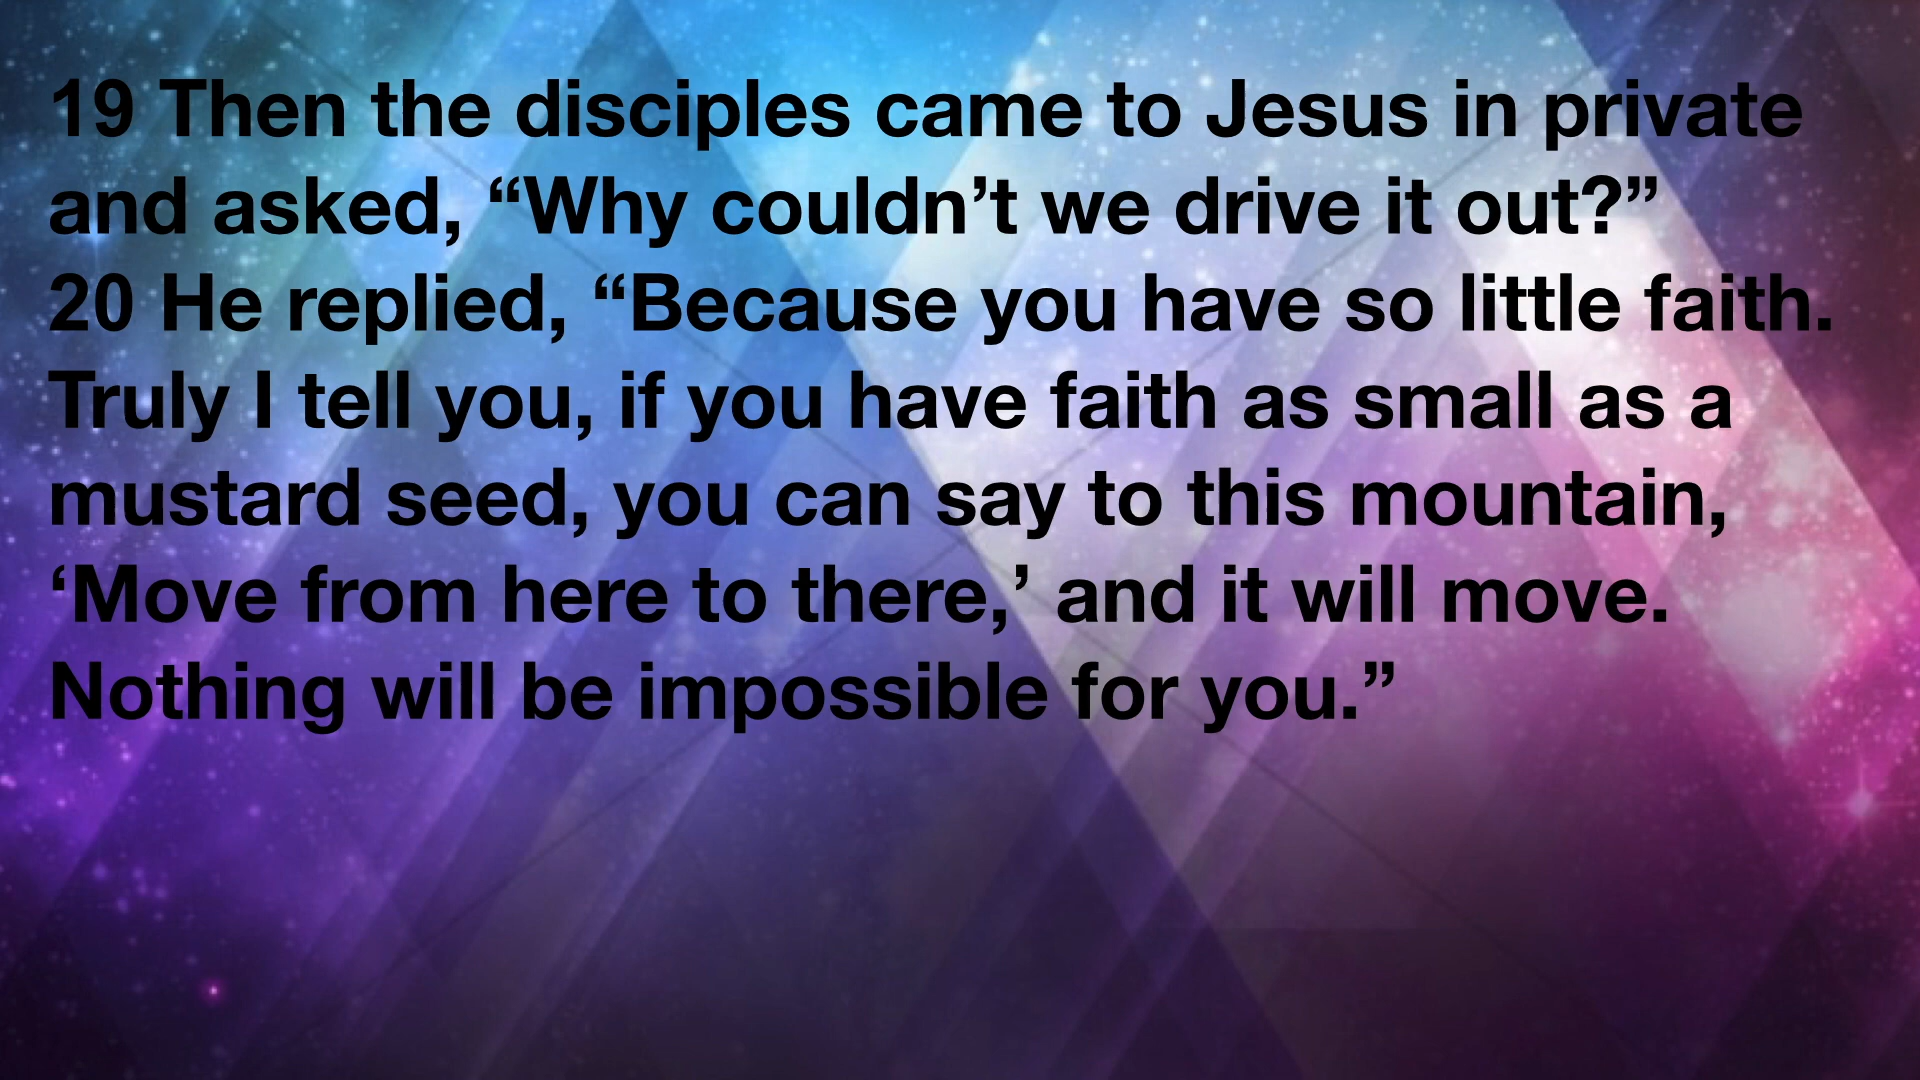 19 Then the disciples came to Jesus in private
and asked, “Why couldn’t we drive it out?”
20 He replied, “Because you have so little faith.
Truly I tell you, if you have faith as small as a
mustard seed, you can say to this mountain,
‘Move from here to there,’ and it will move.
Nothing will be impossible for you.”